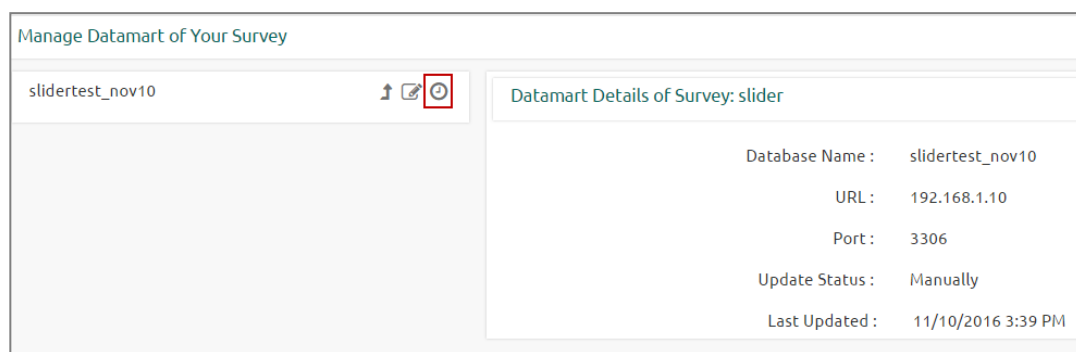 Manage Datamart of Your Survey
slidertest_nov10
Datamart Details of Survey: slider
Database Name : slidertest_nov10
URL : 192.168.1.10
Port : 3306
Update Status : Manually
Last Updated : 11/10/2016 3:39 PM